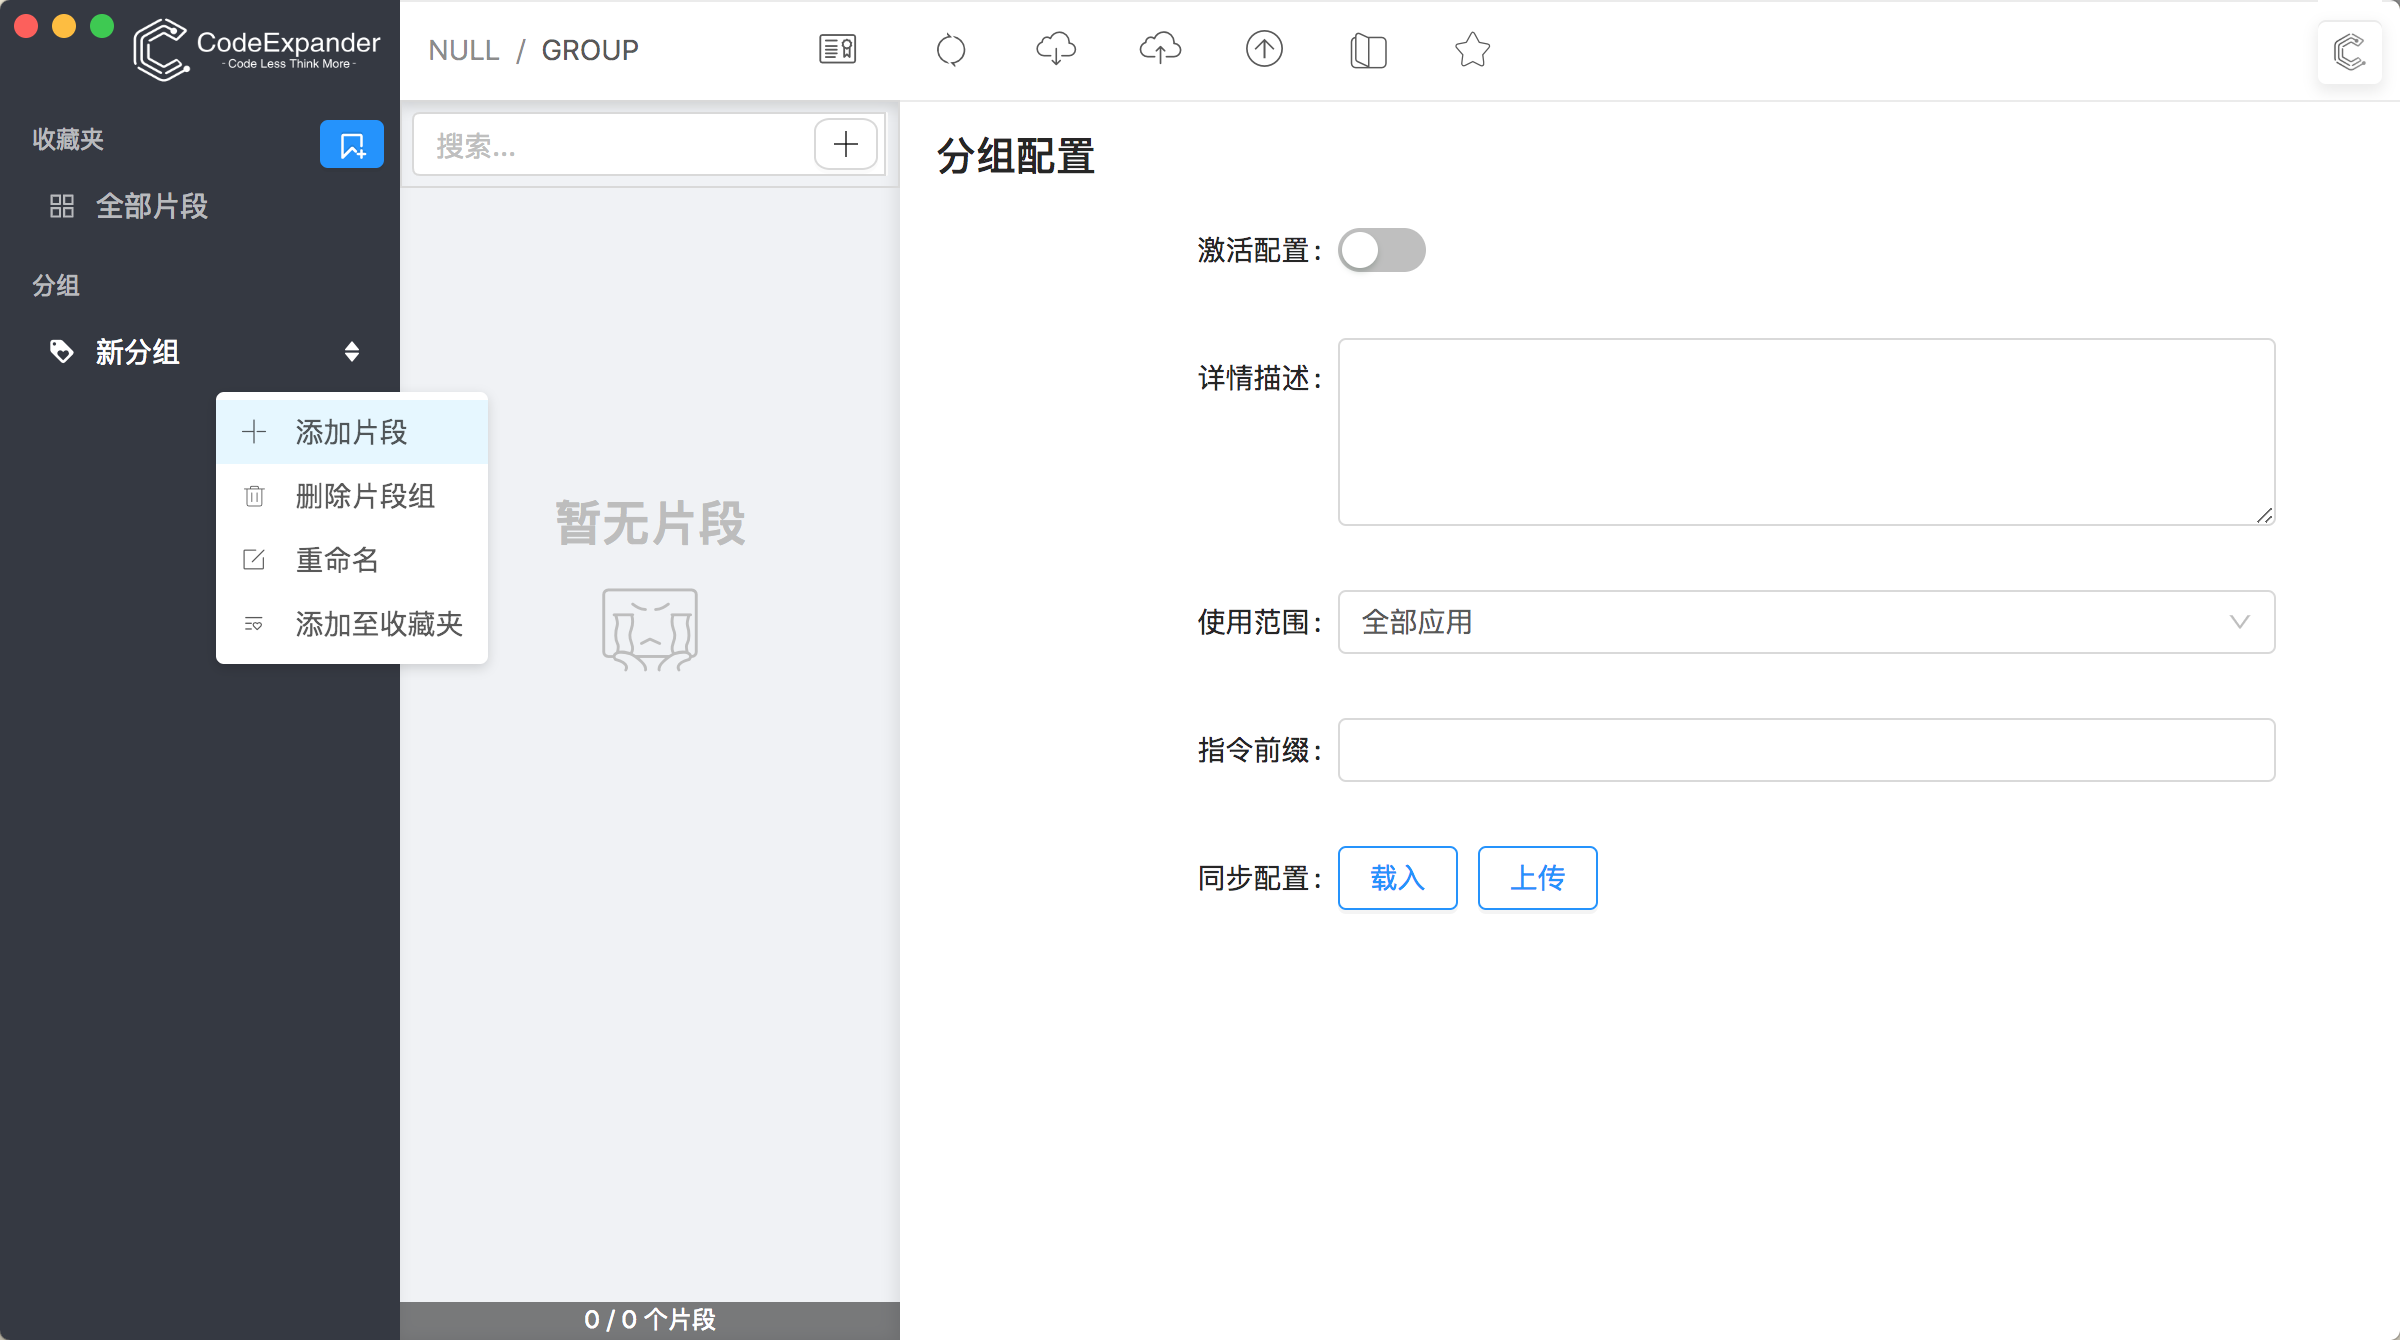 CodeExpander
- Code Less Think More -
NULL / GROUP
收藏夹
全部片段
分组
新分组
添加片段
删除片段组
重命名
添加至收藏夹
搜索...
暂无片段
0 / 0 个片段
分组配置
激活配置：
详情描述：
使用范围： 全部应用
指令前缀：
同步配置： 载入 上传